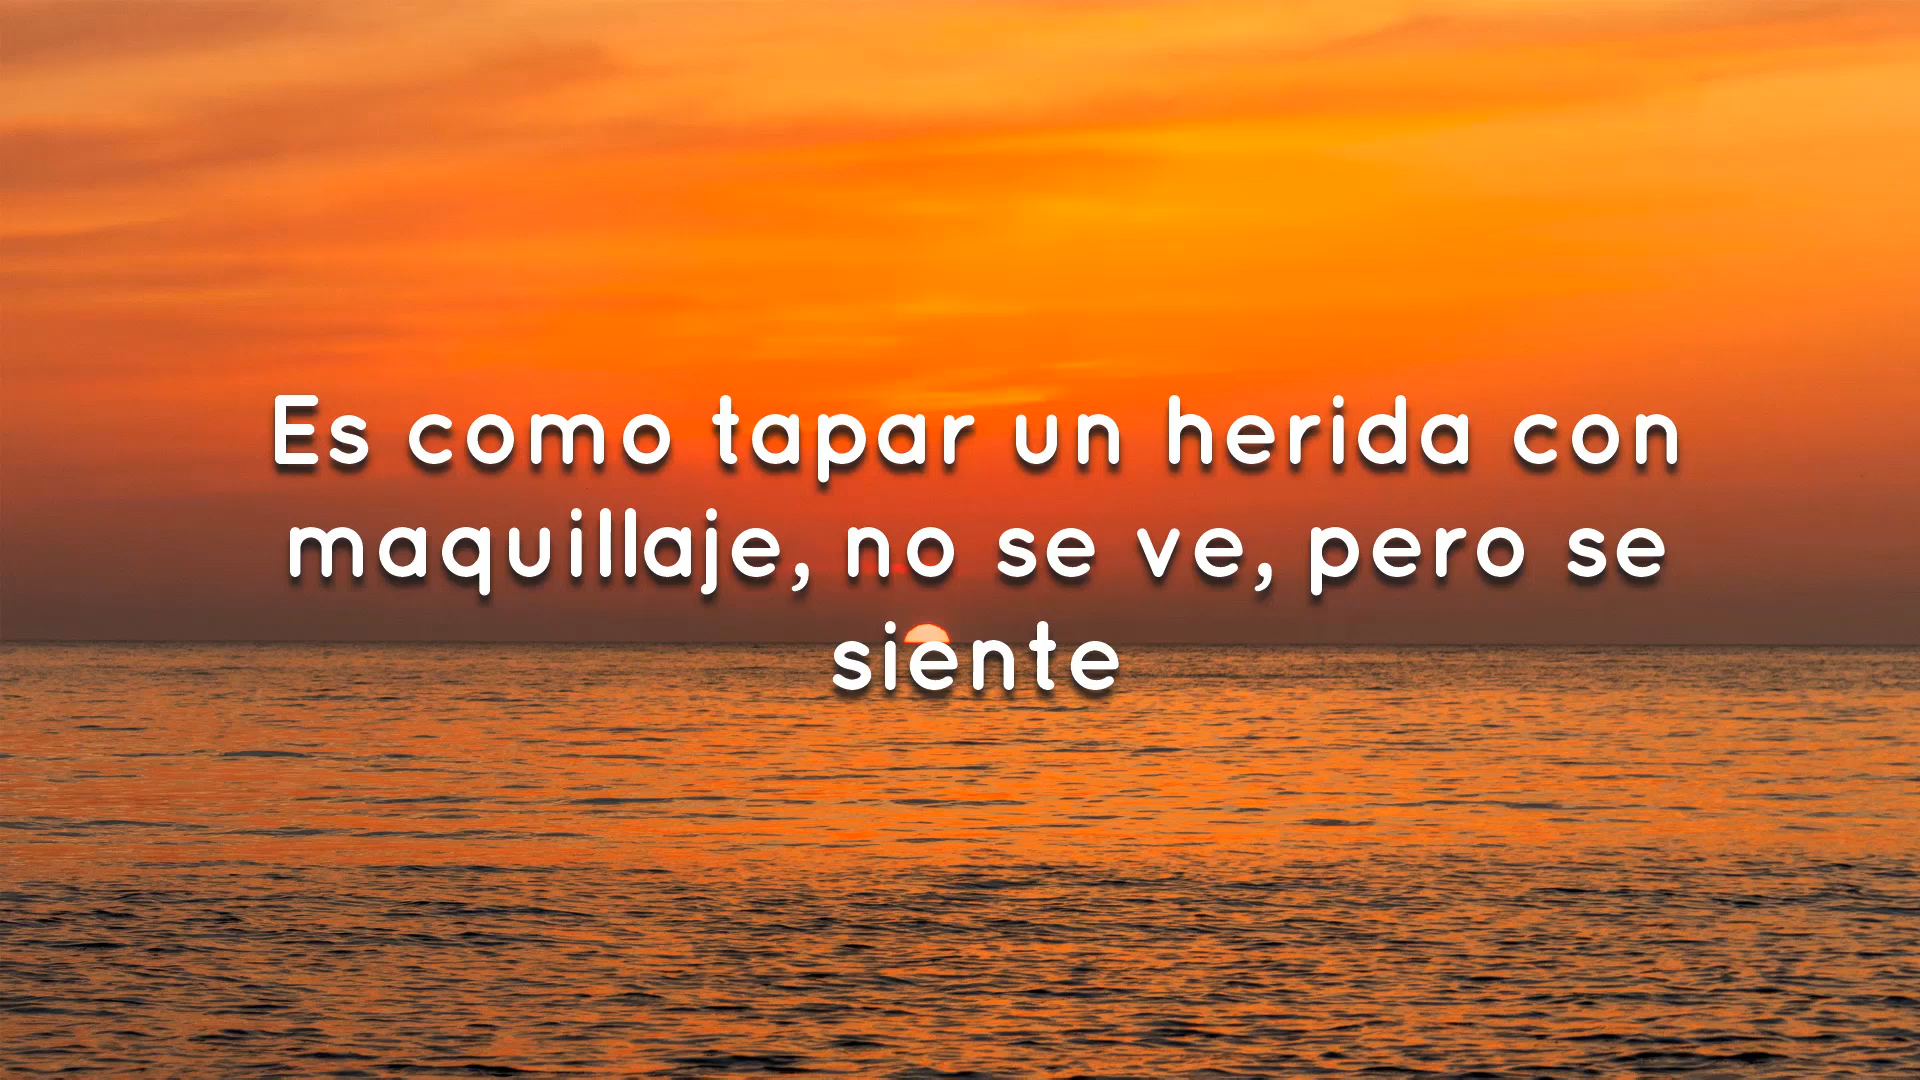 Es como tapar un herida con
maquillaje, no se ve, pero se
siente